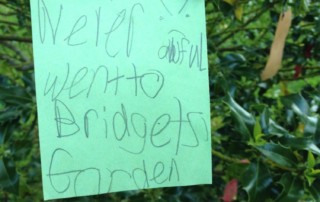 Never
awful
went to
Bridgets
Garden